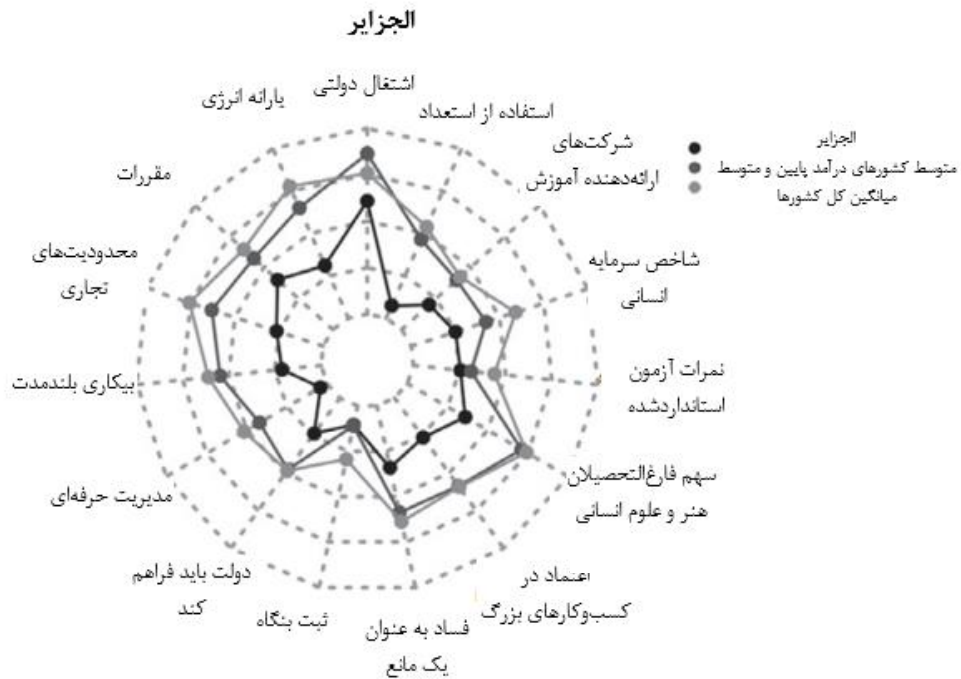 الجزایر
اشتغال دولتی
استفاده از استعداد
شرکت‌های
ارائه‌دهنده آموزش
شاخص سرمایه
انسانی
نمرات آزمون
استانداردشده
سهم فارغ‌التحصیلان
هنر و علوم انسانی
اعتماد در
کسب‌وکارهای بزرگ
فساد به عنوان
یک مانع
ثبت بنگاه
دولت باید فراهم
کند
مدیریت حرفه‌ای
بیکاری بلندمدت
محدودیت‌های
تجاری
مقررات
یارانه انرژی
الجزایر
متوسط کشورهای درآمد پایین و متوسط
میانگین کل کشورها